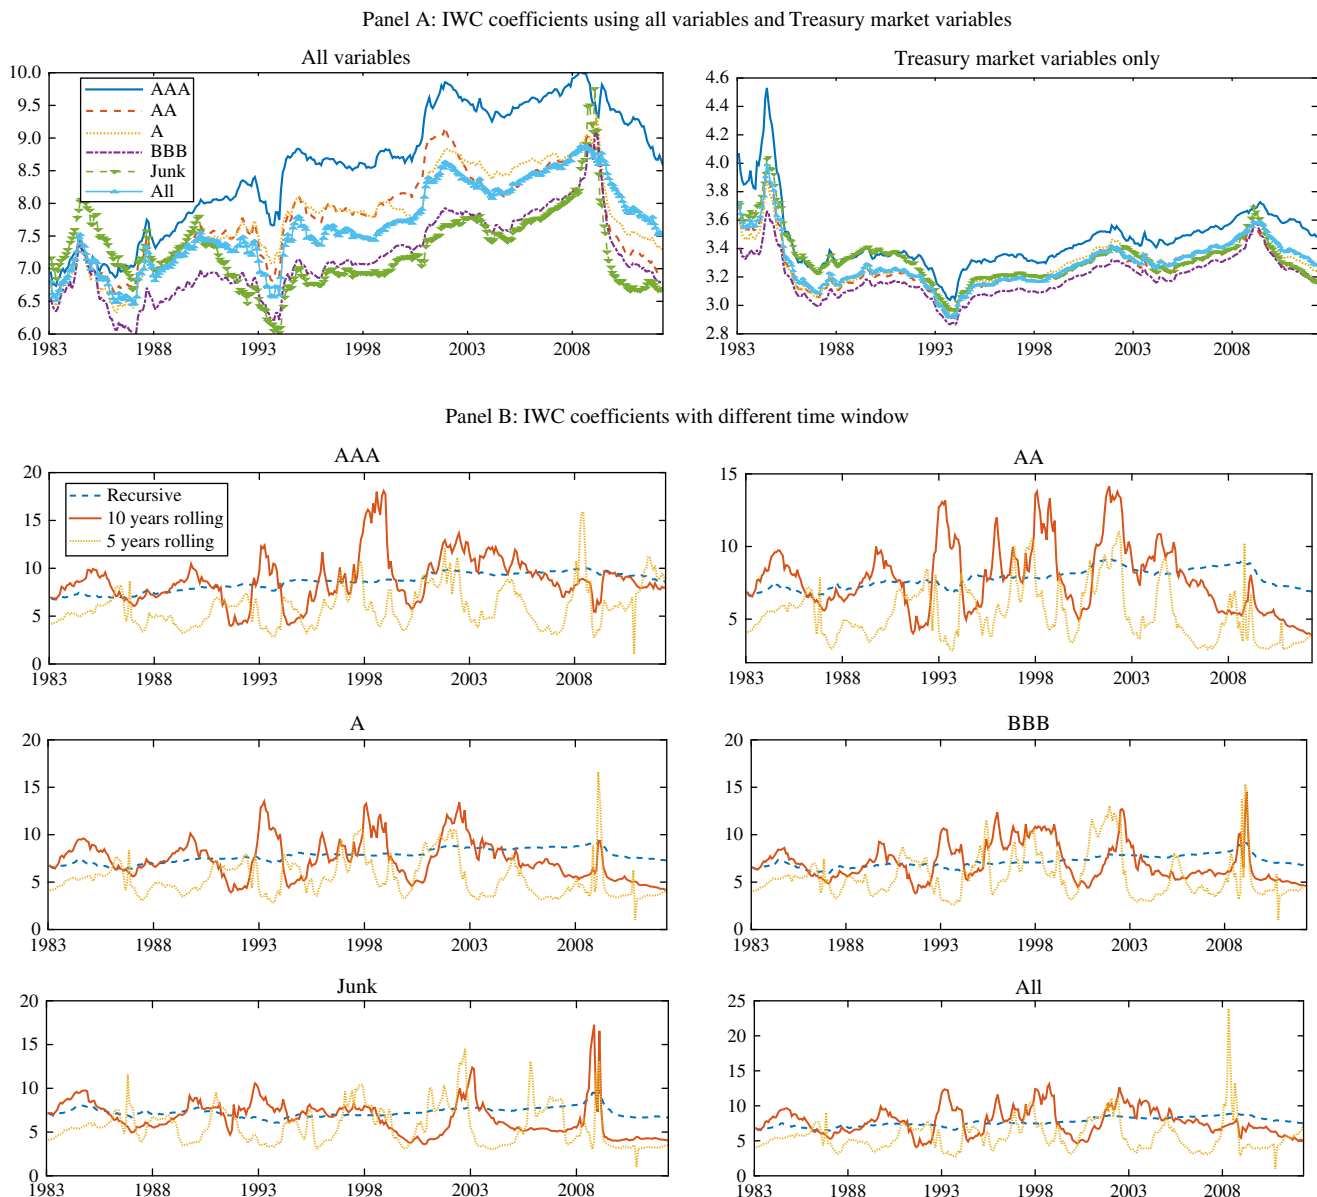 Panel A: IWC coefficients using all variables and Treasury market variables
All variables
10.0
9.5
9.0
8.5
8.0
7.5
7.0
6.5
6.0
AAA
AA
A
BBB
Junk
All
1983 1988 1993 1998 2003 2008
Treasury market variables only
4.6
4.4
4.2
4.0
3.8
3.6
3.4
3.2
3.0
2.8
1983 1988 1993 1998 2003 2008
Panel B: IWC coefficients with different time window
AAA
20
15
10
5
0
Recursive
10 years rolling
5 years rolling
1983 1988 1993 1998 2003 2008
AA
15
10
5
1983 1988 1993 1998 2003 2008
A
20
15
10
5
0
1983 1988 1993 1998 2003 2008
BBB
20
15
10
5
0
1983 1988 1993 1998 2003 2008
Junk
20
15
10
5
0
1983 1988 1993 1998 2003 2008
All
25
20
15
10
5
0
1983 1988 1993 1998 2003 2008